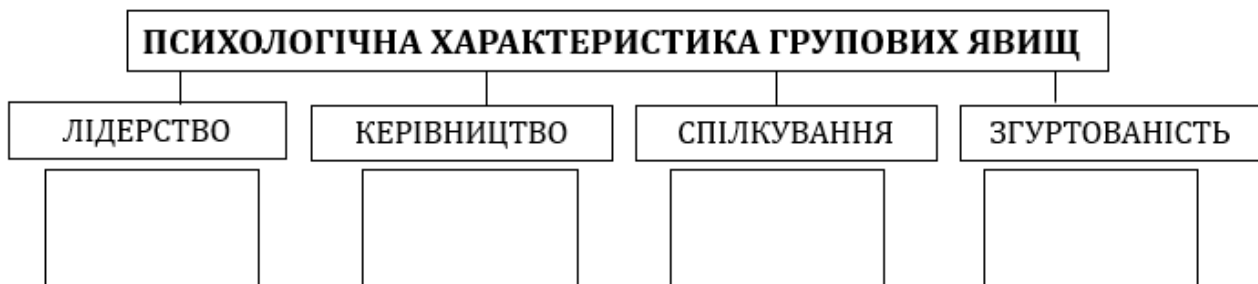 ПСИХОЛОГІЧНА ХАРАКТЕРИСТИКА ГРУПОВИХ ЯВИЩ
ЛІДЕРСТВО
КЕРІВНИЦТВО
СПІЛКУВАННЯ
ЗГУРТОВАНІСТЬ